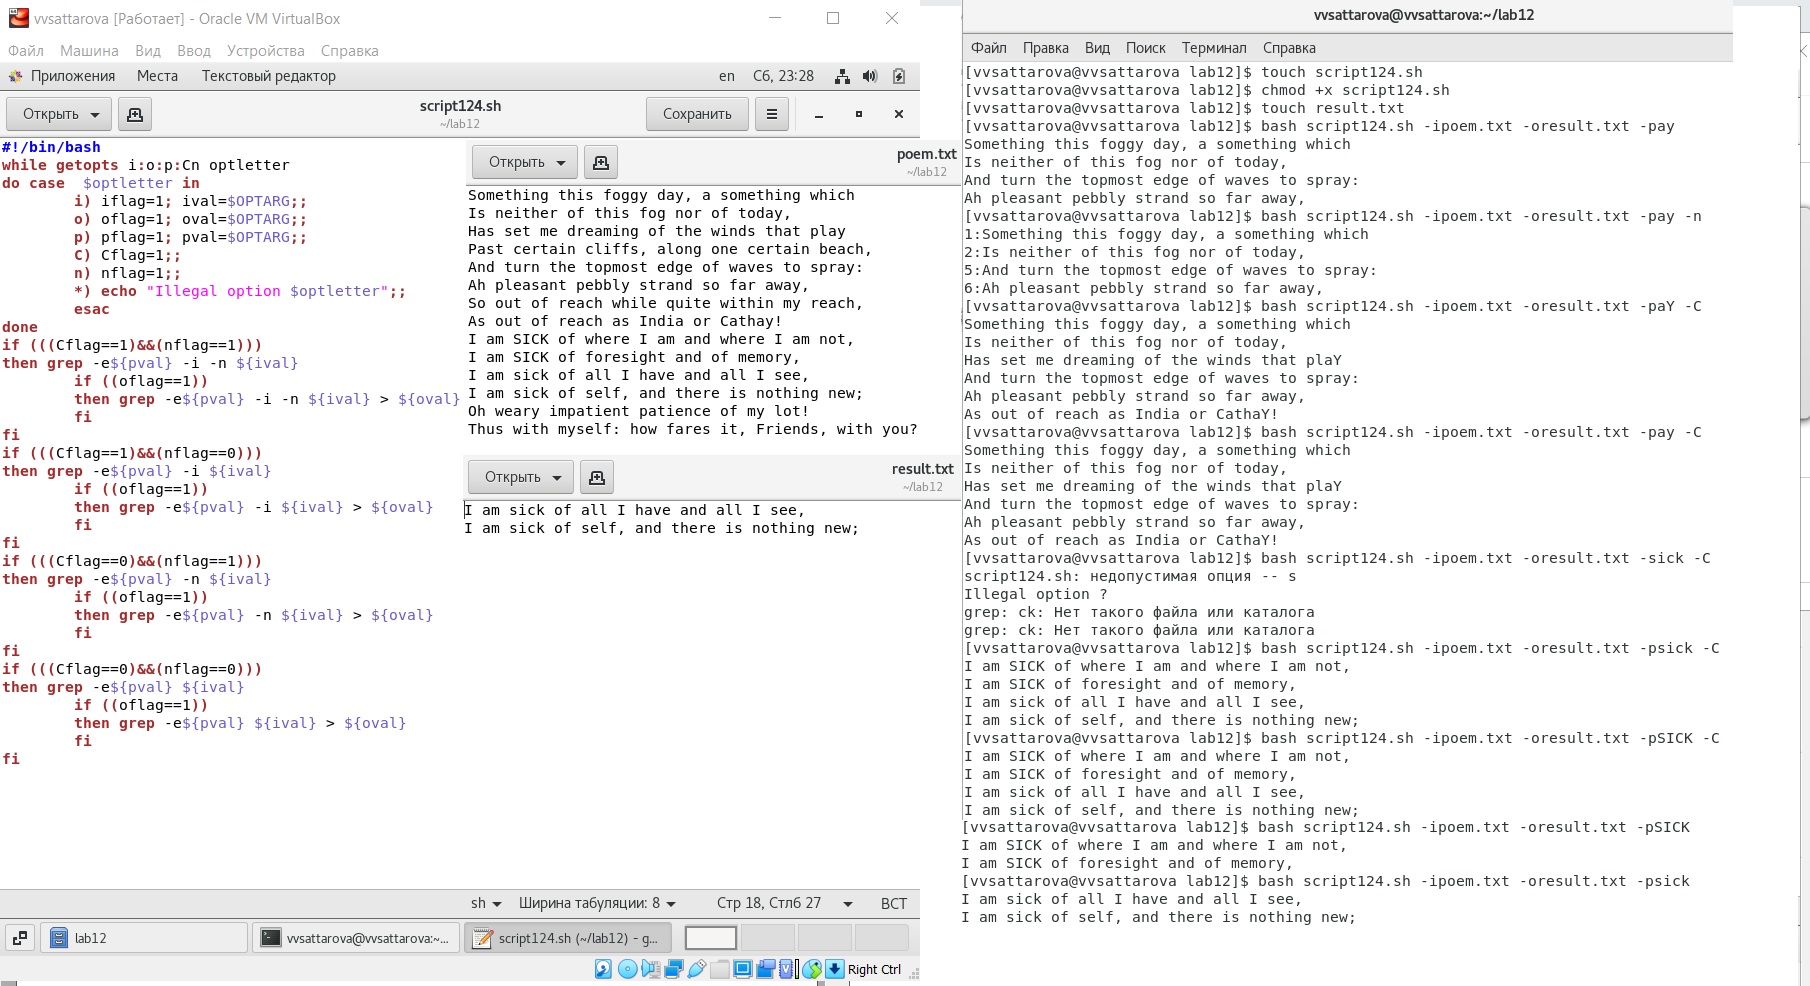 vvsattarova [Работает] - Oracle VM VirtualBox
Файл Машина Вид Ввод Устройства Справка
Приложения Места Текстовый редактор en Сб, 23:28
Открыть script124.sh Сохранить
~/lab12
#!/bin/bash
while getopts i:o:p:Cn optletter
do case  $optletter in
        i) iflag=1; ival=$OPTARG;;
        o) oflag=1; oval=$OPTARG;;
        p) pflag=1; pval=$OPTARG;;
        C) Cflag=1;;
        n) nflag=1;;
        *) echo "Illegal option $optletter";;
        esac
done
if (((Cflag==1)&&(nflag==1)))
then grep -e${pval} -i -n ${ival}
        if ((oflag==1))
        then grep -e${pval} -i -n ${ival} > ${oval}
        fi
fi
if (((Cflag==1)&&(nflag==0)))
then grep -e${pval} -i ${ival}
        if ((oflag==1))
        then grep -e${pval} -i ${ival} > ${oval}
        fi
fi
if (((Cflag==0)&&(nflag==1)))
then grep -e${pval} -n ${ival}
        if ((oflag==1))
        then grep -e${pval} -n ${ival} > ${oval}
        fi
fi
if (((Cflag==0)&&(nflag==0)))
then grep -e${pval} ${ival}
        if ((oflag==1))
        then grep -e${pval} ${ival} > ${oval}
        fi
fi
Открыть poem.txt
~/lab12
Something this foggy day, a something which
Is neither of this fog nor of today,
Has set me dreaming of the winds that play
Past certain cliffs, along one certain beach,
And turn the topmost edge of waves to spray:
Ah pleasant pebbly strand so far away,
So out of reach while quite within my reach,
As out of reach as India or Cathay!
I am SICK of where I am and where I am not,
I am SICK of foresight and of memory,
I am sick of all I have and all I see,
I am sick of self, and there is nothing new;
Oh weary impatient patience of my lot!
Thus with myself: how fares it, Friends, with you?
Открыть result.txt
~/lab12
I am sick of all I have and all I see,
I am sick of self, and there is nothing new;
sh Ширина табуляции: 8 Стр 18, Стлб 27 ВСТ
lab12 vvsattarova@vvsattarova:~... script124.sh (~/lab12) - g...
Right Ctrl
vvsattarova@vvsattarova:~/lab12
Файл Правка Вид Поиск Терминал Справка
[vvsattarova@vvsattarova lab12]$ touch script124.sh
[vvsattarova@vvsattarova lab12]$ chmod +x script124.sh
[vvsattarova@vvsattarova lab12]$ touch result.txt
[vvsattarova@vvsattarova lab12]$ bash script124.sh -ipoem.txt -oresult.txt -pay
Something this foggy day, a something which
Is neither of this fog nor of today,
And turn the topmost edge of waves to spray:
Ah pleasant pebbly strand so far away,
[vvsattarova@vvsattarova lab12]$ bash script124.sh -ipoem.txt -oresult.txt -pay -n
1:Something this foggy day, a something which
2:Is neither of this fog nor of today,
5:And turn the topmost edge of waves to spray:
6:Ah pleasant pebbly strand so far away,
[vvsattarova@vvsattarova lab12]$ bash script124.sh -ipoem.txt -oresult.txt -paY -C
Something this foggy day, a something which
Is neither of this fog nor of today,
Has set me dreaming of the winds that plaY
And turn the topmost edge of waves to spray:
Ah pleasant pebbly strand so far away,
As out of reach as India or CathaY!
[vvsattarova@vvsattarova lab12]$ bash script124.sh -ipoem.txt -oresult.txt -pay -C
Something this foggy day, a something which
Is neither of this fog nor of today,
Has set me dreaming of the winds that plaY
And turn the topmost edge of waves to spray:
Ah pleasant pebbly strand so far away,
As out of reach as India or CathaY!
[vvsattarova@vvsattarova lab12]$ bash script124.sh -ipoem.txt -oresult.txt -sick -C
script124.sh: недопустимая опция -- s
Illegal option ?
grep: ck: Нет такого файла или каталога
grep: ck: Нет такого файла или каталога
[vvsattarova@vvsattarova lab12]$ bash script124.sh -ipoem.txt -oresult.txt -psick -C
I am SICK of where I am and where I am not,
I am SICK of foresight and of memory,
I am sick of all I have and all I see,
I am sick of self, and there is nothing new;
[vvsattarova@vvsattarova lab12]$ bash script124.sh -ipoem.txt -oresult.txt -pSICK -C
I am SICK of where I am and where I am not,
I am SICK of foresight and of memory,
I am sick of all I have and all I see,
I am sick of self, and there is nothing new;
[vvsattarova@vvsattarova lab12]$ bash script124.sh -ipoem.txt -oresult.txt -pSICK
I am SICK of where I am and where I am not,
I am SICK of foresight and of memory,
[vvsattarova@vvsattarova lab12]$ bash script124.sh -ipoem.txt -oresult.txt -psick
I am sick of all I have and all I see,
I am sick of self, and there is nothing new;